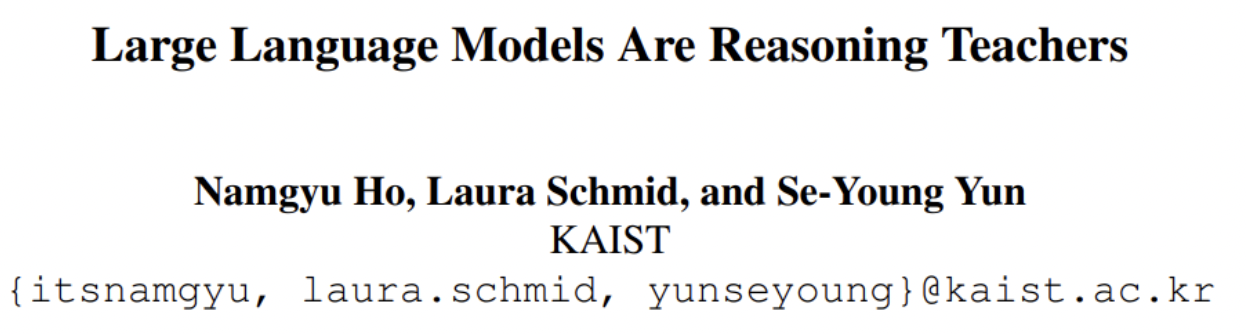 Large Language Models Are Reasoning Teachers
Namgyu Ho, Laura Schmid, and Se-Young Yun
KAIST
{itsnamgyu, laura.schmid, yunseyoung}@kaist.ac.kr